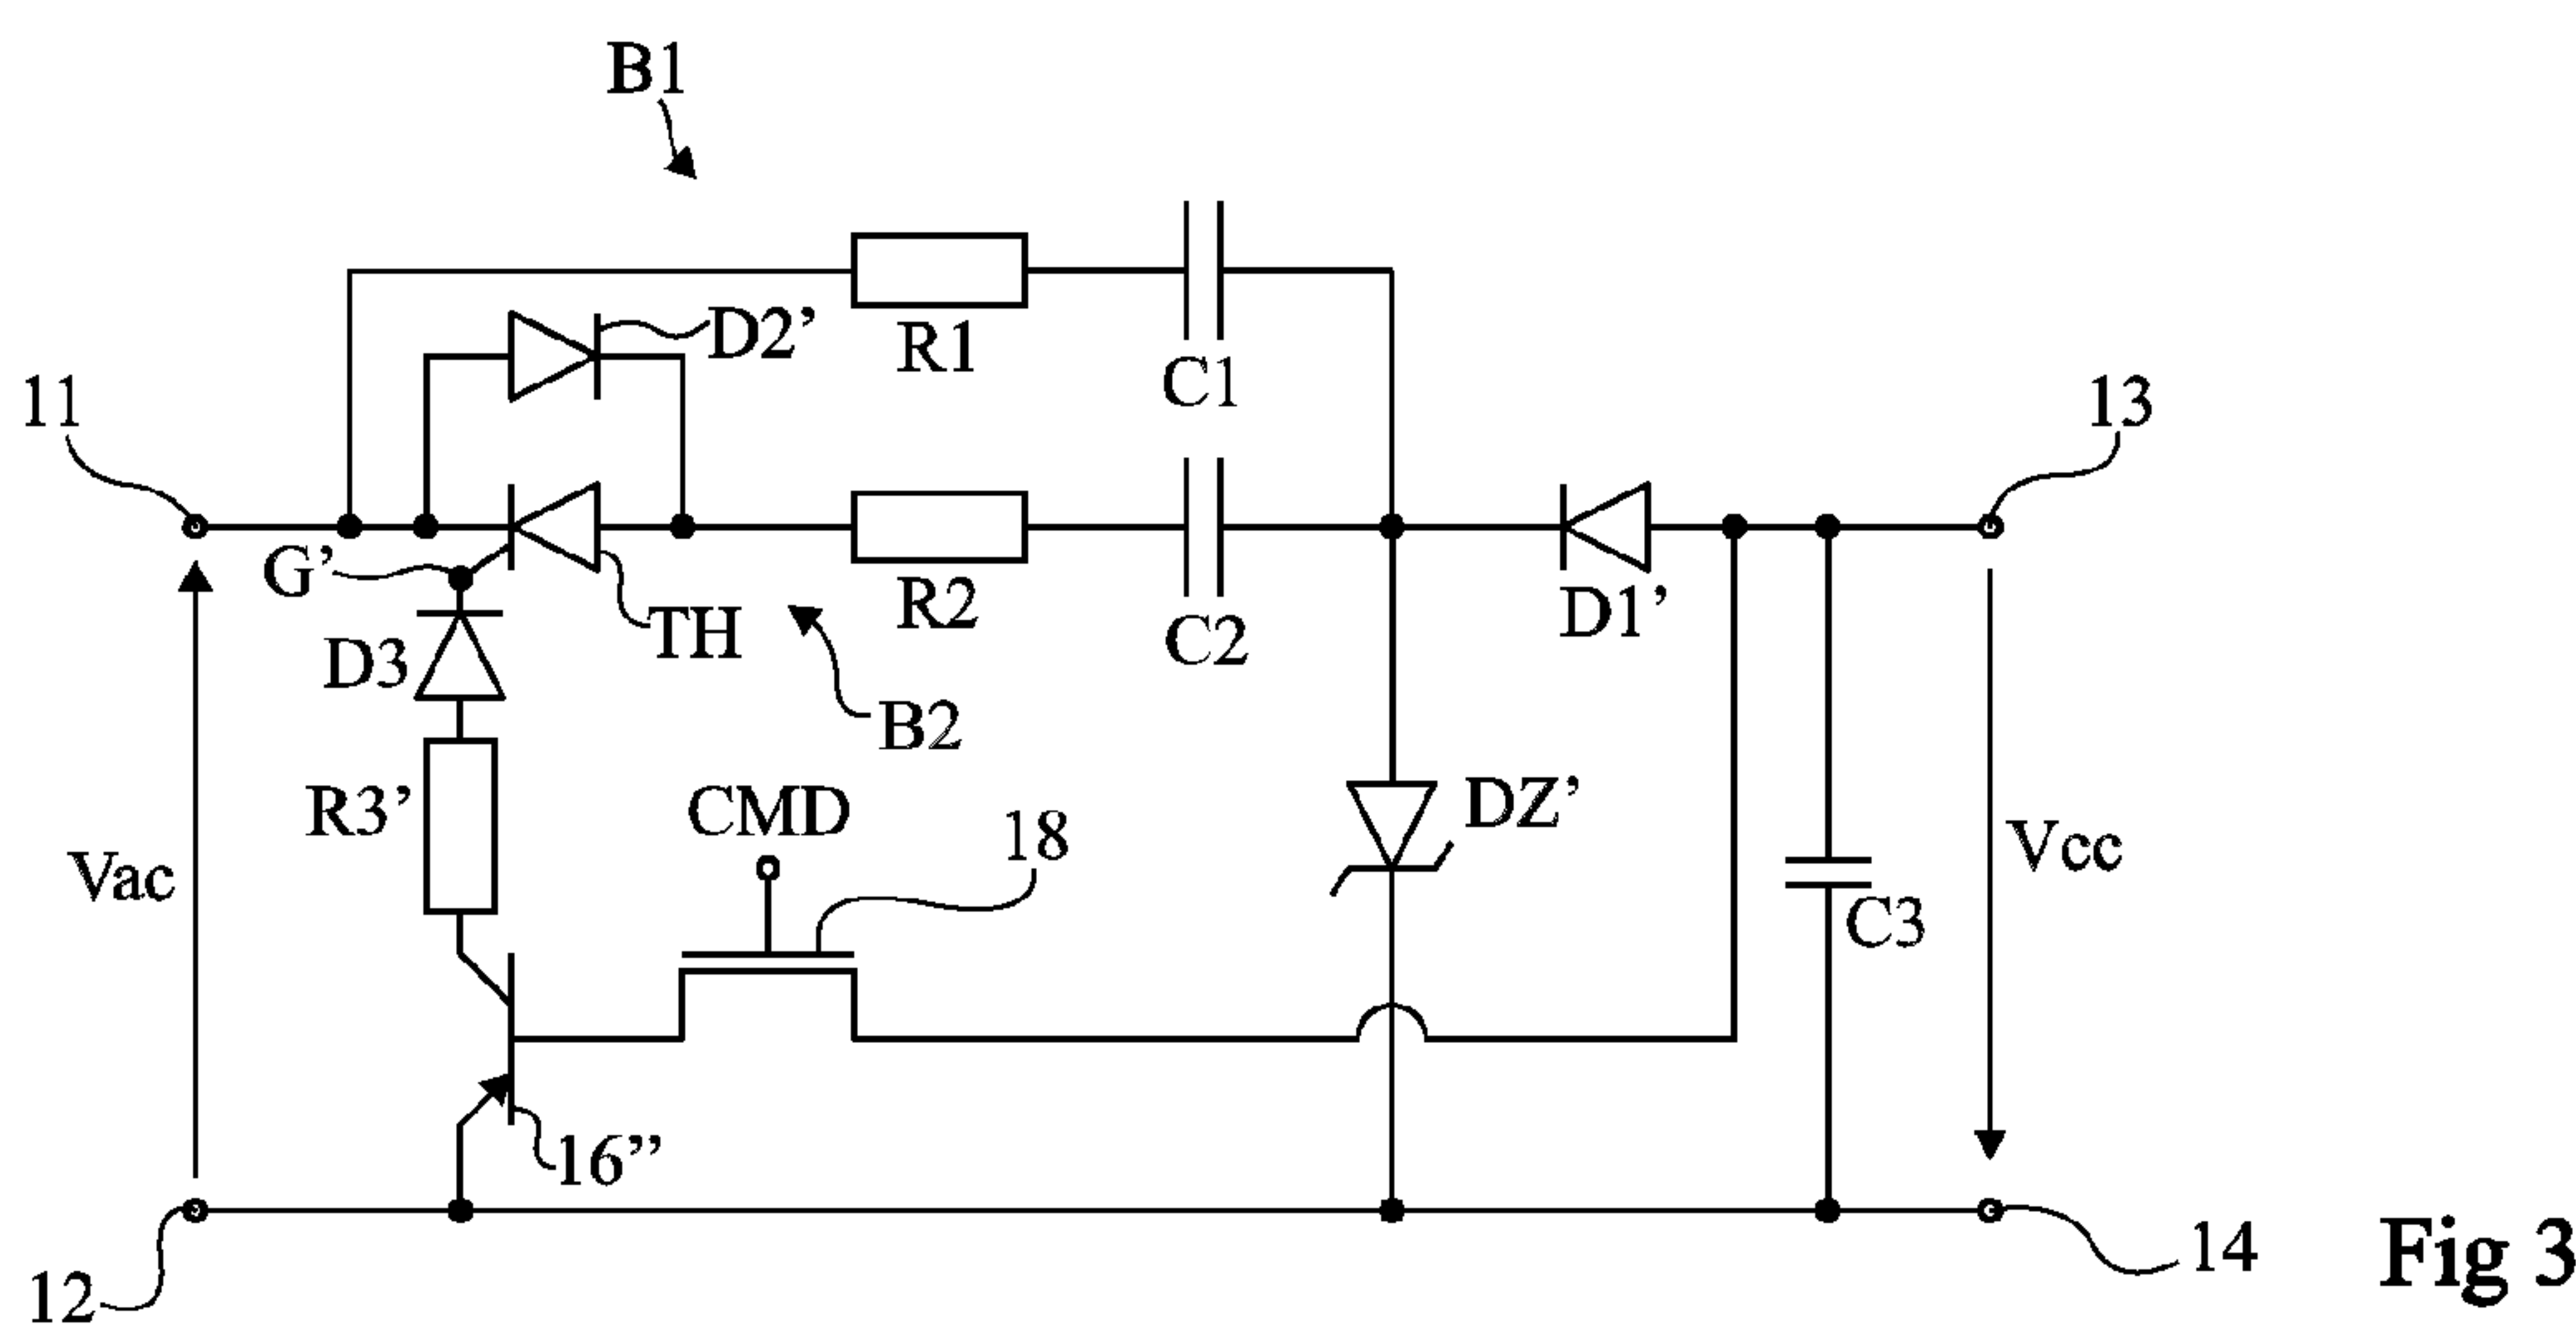 B1
D2’
R1
C1
11
13
G’
TH
R2
C2
D1’
D3
B2
R3’
CMD
18
DZ’
Vac
Vcc
C3
16’’
12
14
Fig 3